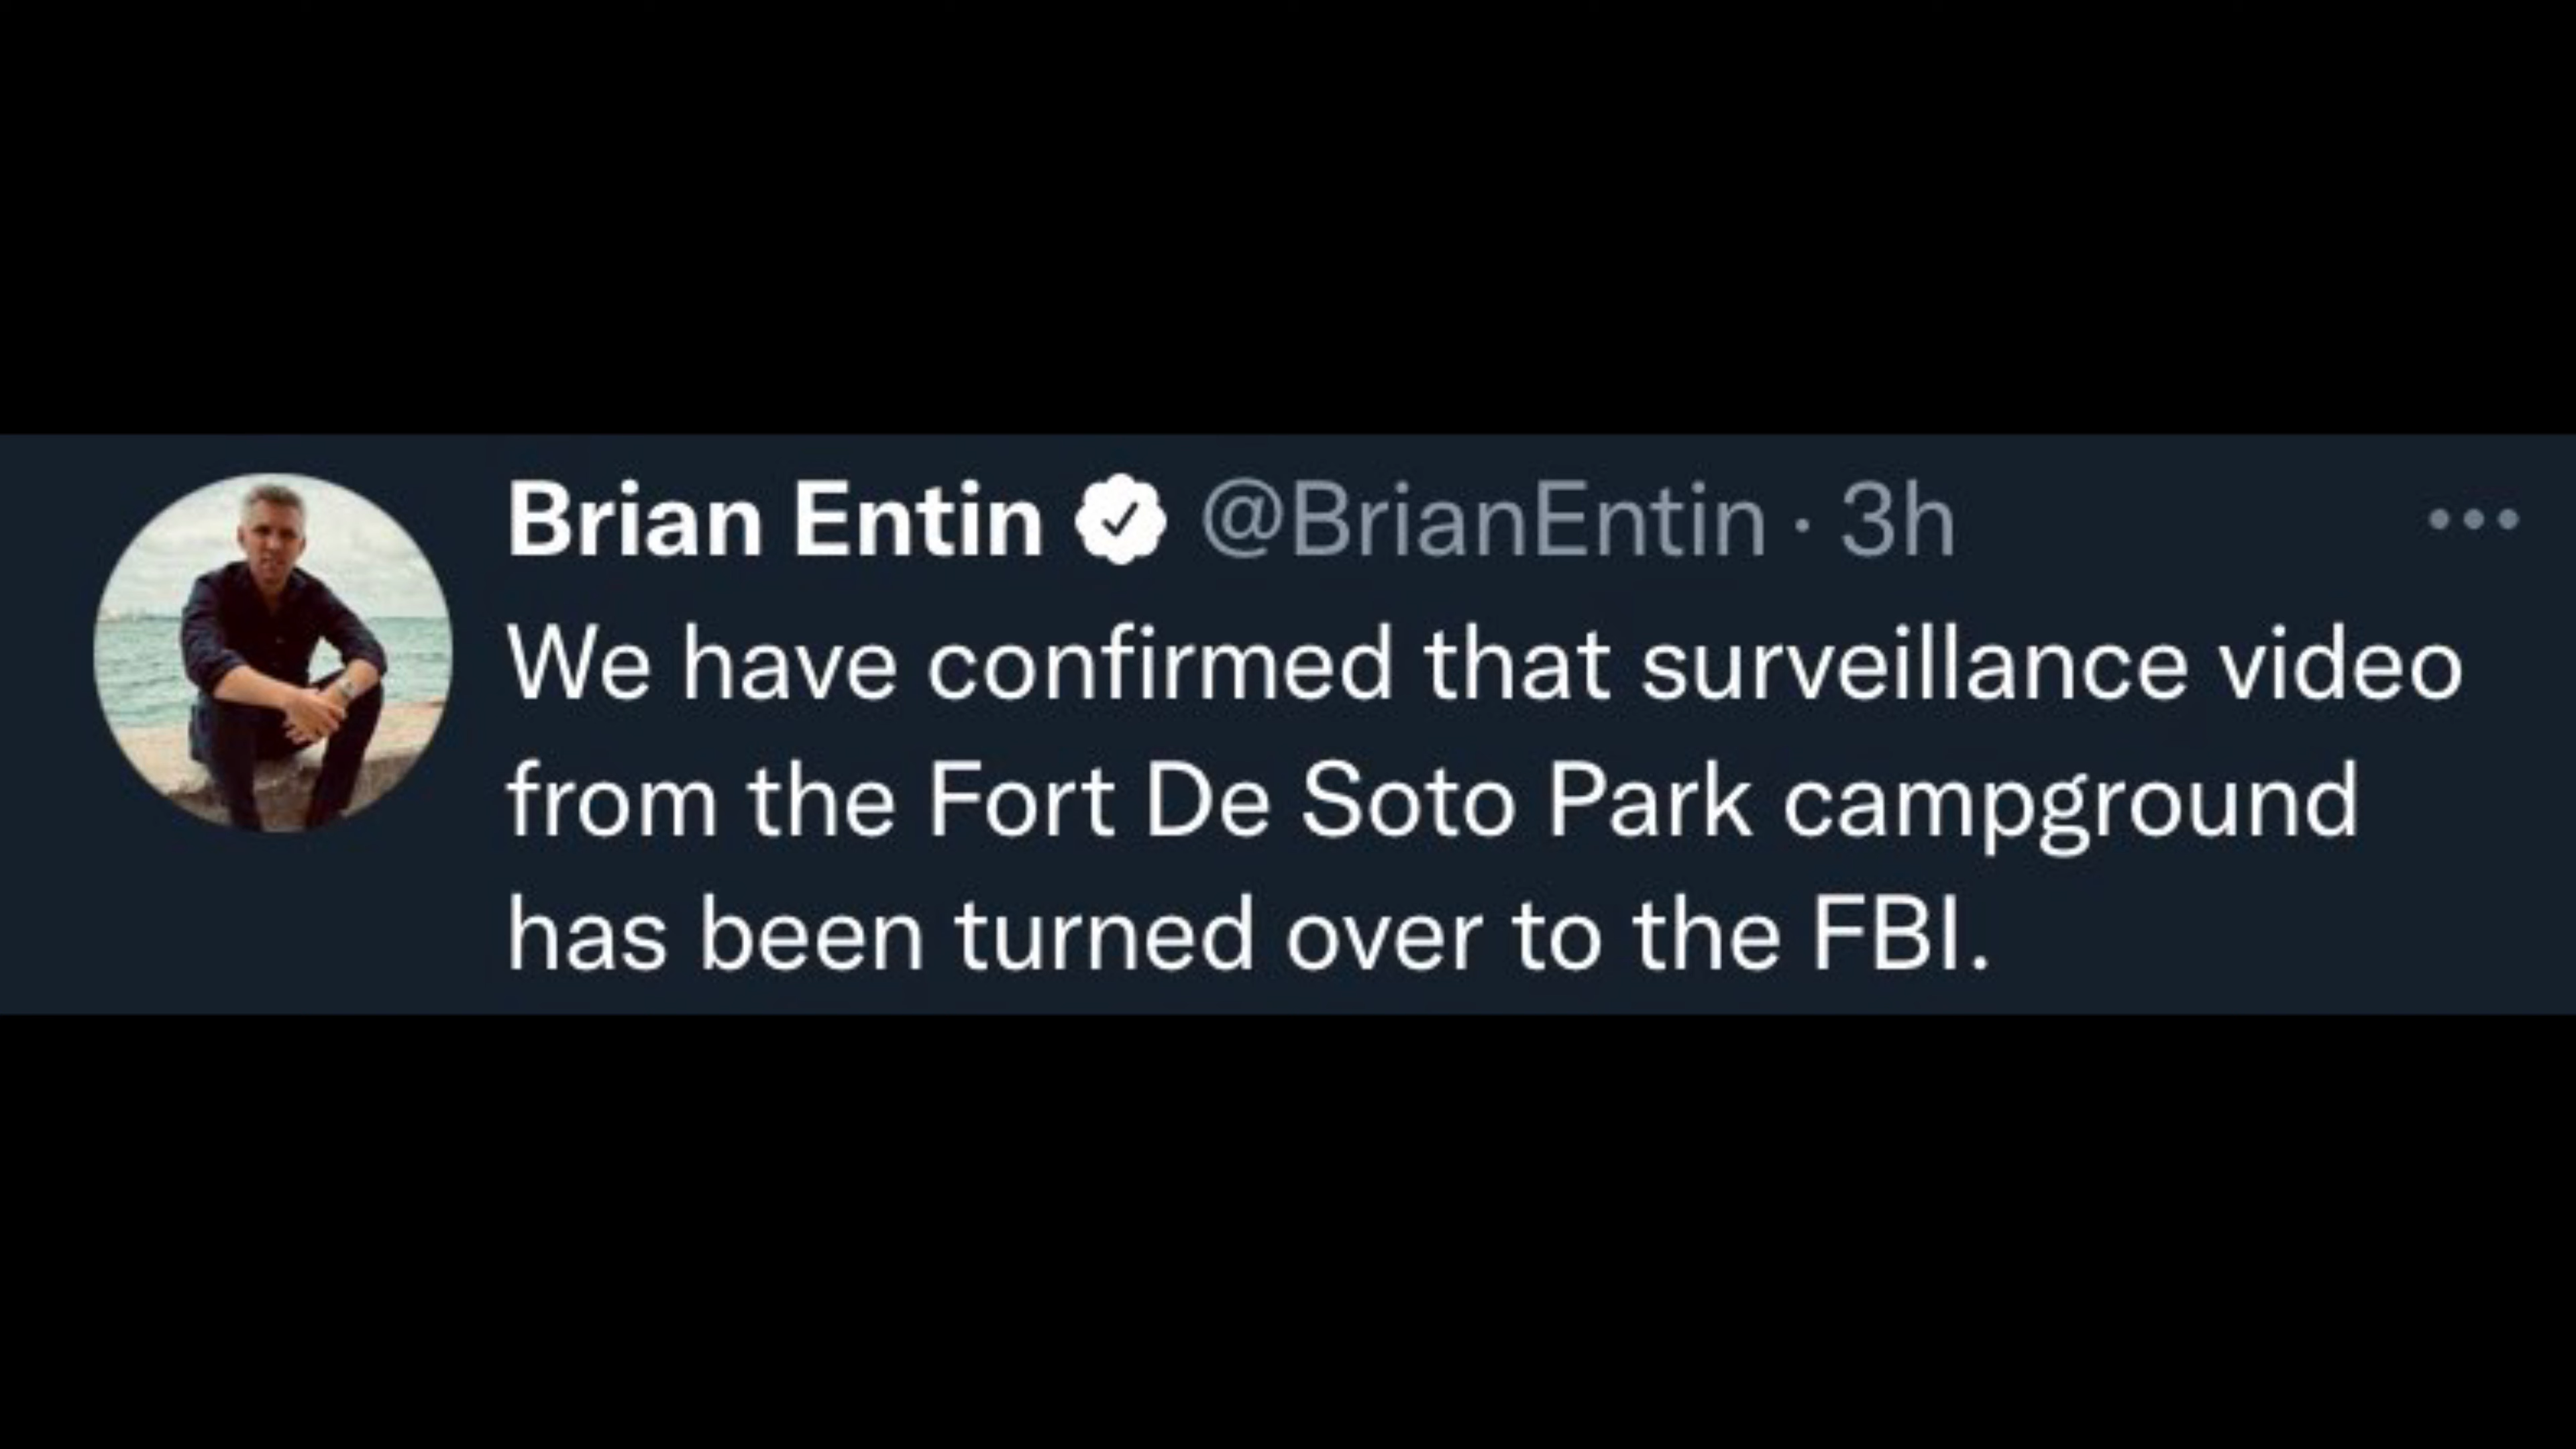 Brian Entin @BrianEntin · 3h
We have confirmed that surveillance video
from the Fort De Soto Park campground
has been turned over to the FBI.